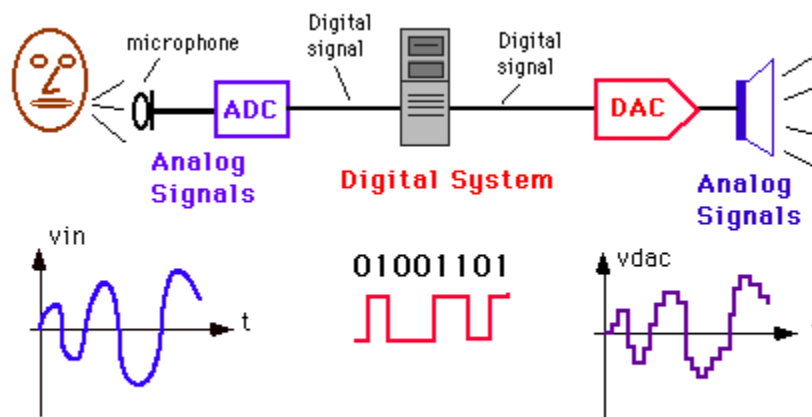 microphone
Digital
signal
Digital
signal
ADC
DAC
Analog
Signals
Digital System
Analog
Signals
vin
t
01001101
vdac